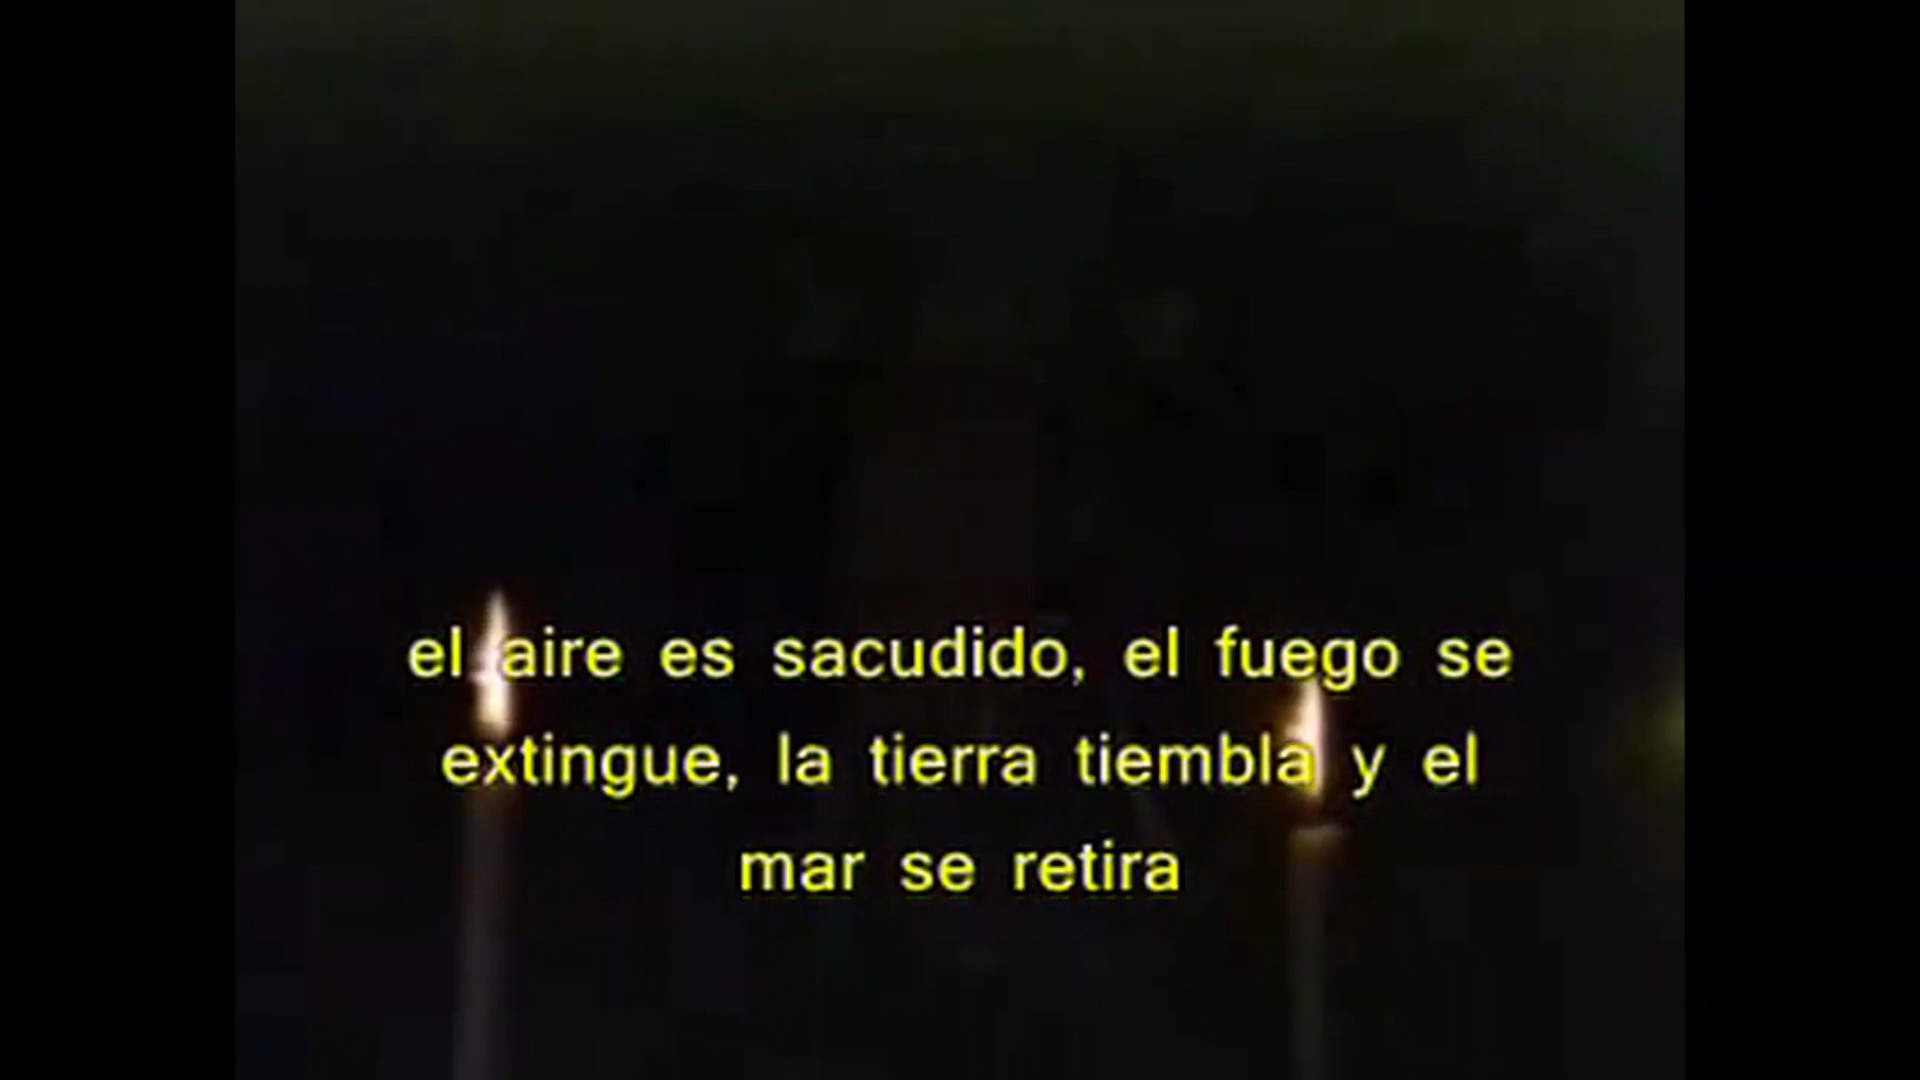 el aire es sacudido, el fuego se
extingue, la tierra tiembla y el
mar se retira